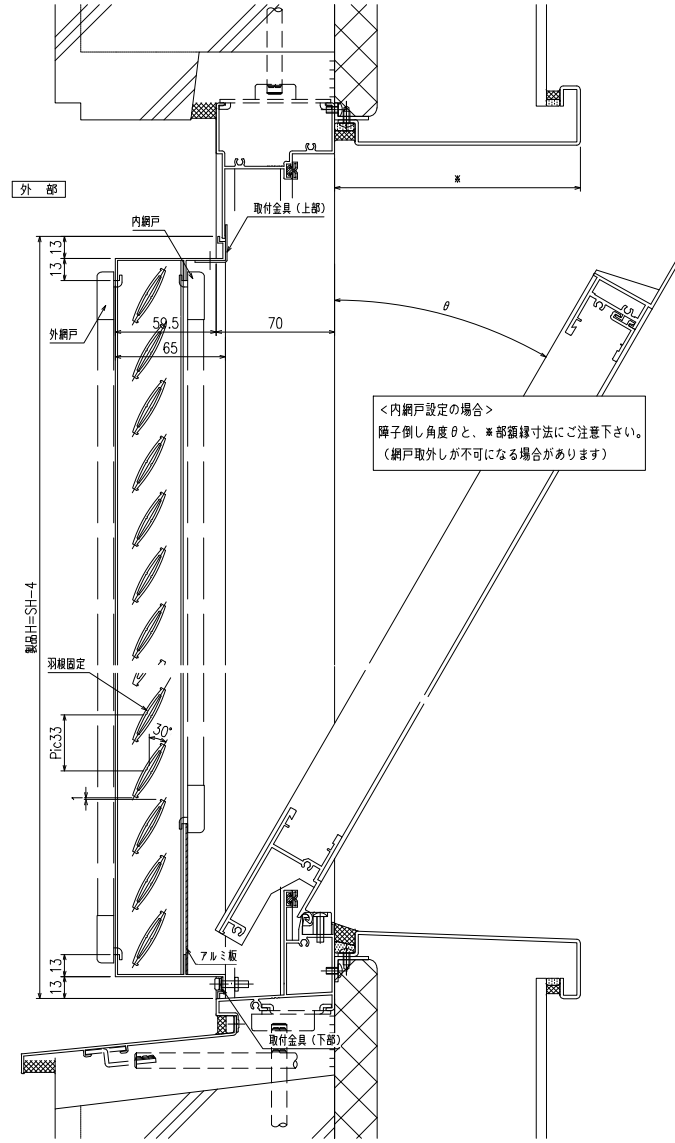 外 部
※
取付金具（上部）
内網戸
13
13
外網戸
59.5
70
65
θ
＜内網戸設定の場合＞
障子倒し角度θと、※部額縁寸法にご注意下さい。
（網戸取外しが不可になる場合があります）
製品H=SH-4
羽根固定
Pic33
30°
1
アルミ板
13
13
取付金具（下部）